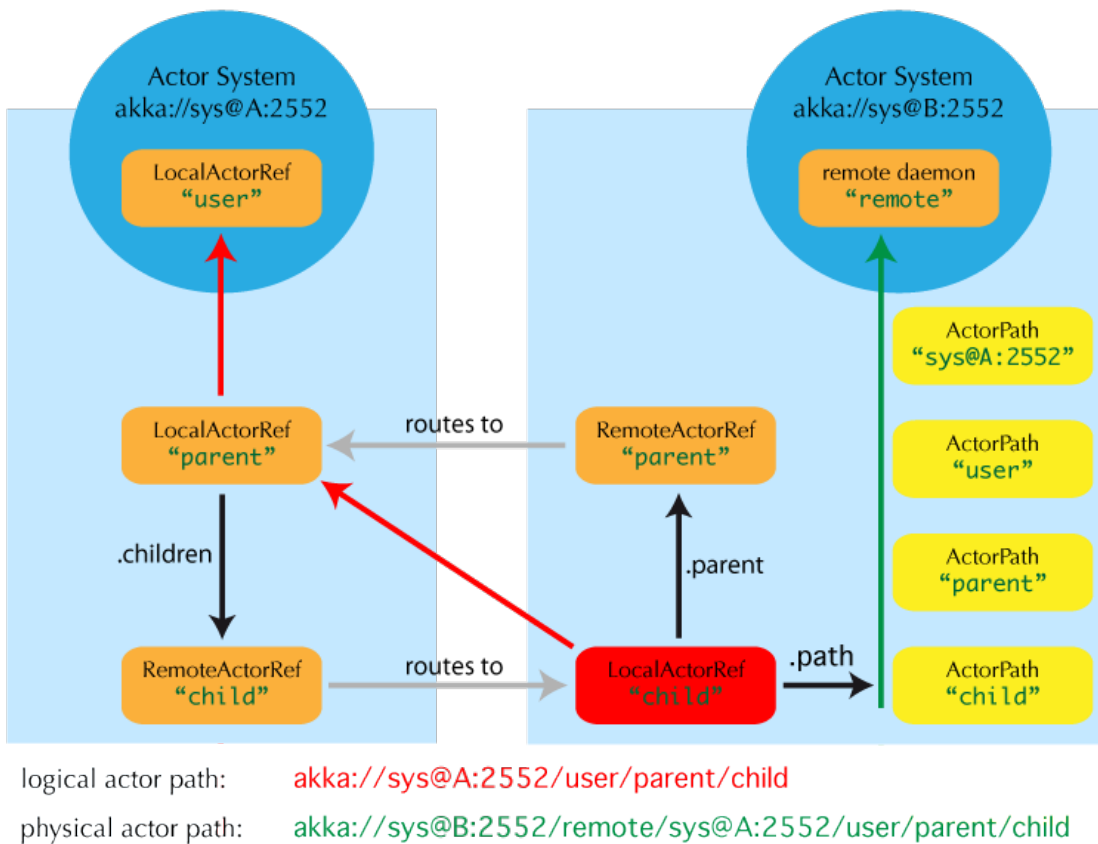 Actor System
akka://sys@A:2552
LocalActorRef
“user”
Actor System
akka://sys@B:2552
remote daemon
“remote”
ActorPath
“sys@A:2552”
LocalActorRef
“parent”
routes to
RemoteActorRef
“parent”
ActorPath
“user”
.children
.parent
ActorPath
“parent”
RemoteActorRef
“child”
routes to
LocalActorRef
“child”
.path
ActorPath
“child”
logical actor path: akka://sys@A:2552/user/parent/child
physical actor path: akka://sys@B:2552/remote/sys@A:2552/user/parent/child